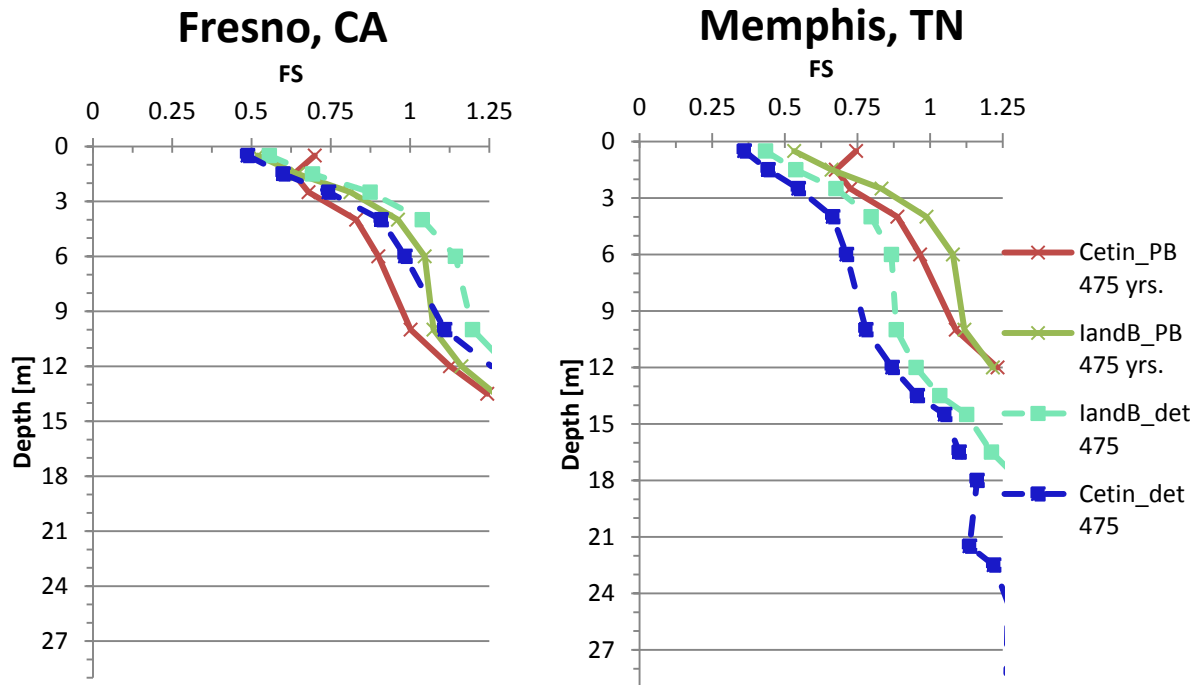 Fresno, CA
FS
0 0.25 0.5 0.75 1 1.25
0
3
6
9
12
15
18
21
24
27
Depth [m]
Memphis, TN
FS
0 0.25 0.5 0.75 1 1.25
0
3
6
9
12
15
18
21
24
27
Depth [m]
Cetin_PB
475 yrs.
IandB_PB
475 yrs.
IandB_det
475
Cetin_det
475